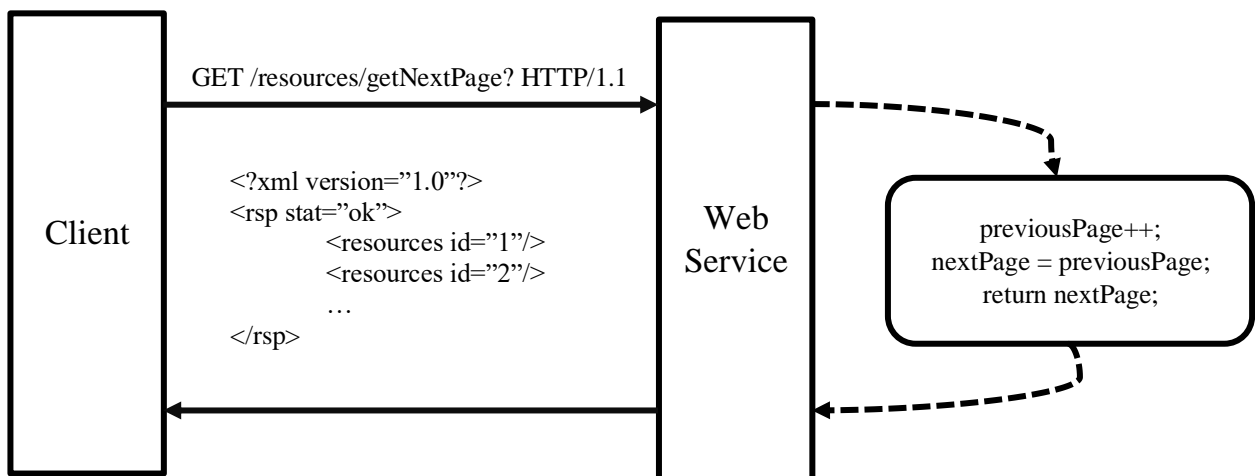 GET /resources/getNextPage? HTTP/1.1
Client
<?xml version=”1.0”?>
<rsp stat=”ok”>
<resources id=”1”/>
<resources id=”2”/>
…
</rsp>
Web
Service
previousPage++;
nextPage = previousPage;
return nextPage;